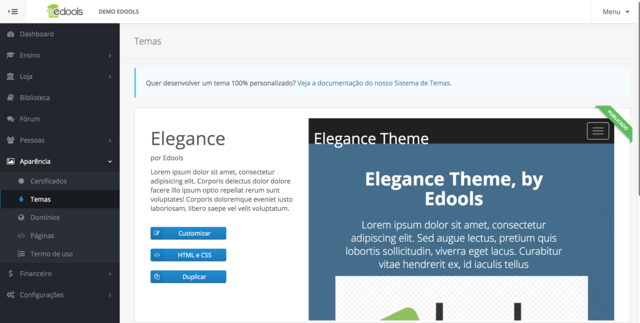 edools
DEMO EDOOLS
Menu
Dashboard
Ensino
Loja
Biblioteca
Fórum
Pessoas
Aparência
Certificados
Temas
Domínios
Páginas
Termo de uso
Financeiro
Configurações
Temas
Quer desenvolver um tema 100% personalizado? Veja a documentação do nosso Sistema de Temas.
Elegance
por Edools
Lorem ipsum dolor sit amet, consectetur
adipisicing elit. Corporis delectus dolor dolore
facere illo ipsum optio repellat rerum sunt
voluptates! Corporis doloremque eveniet iusto
laboriosam, libero saepe vel velit voluptatum.
Customizar
HTML e CSS
Duplicar
PUBLICADO
Elegance Theme
Elegance Theme, by
Edools
Lorem ipsum dolor sit amet, consectetur
adipiscing elit. Sed augue lectus, pretium quis
lobortis sollicitudin, viverra eget lacus. Curabitur
vitae hendrerit ex, id iaculis tellus